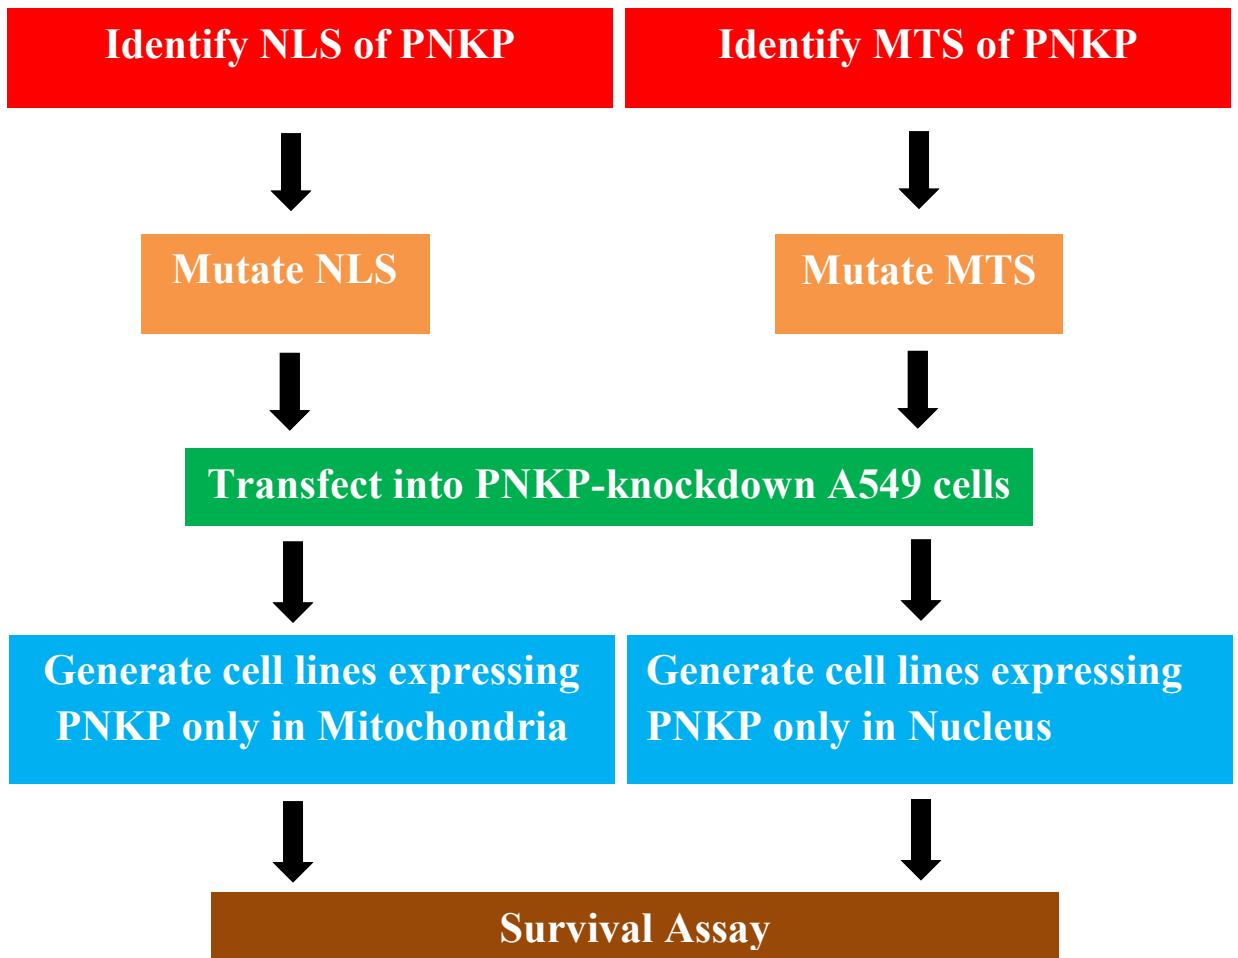 Identify NLS of PNKP
Identify MTS of PNKP
Mutate NLS
Mutate MTS
Transfect into PNKP-knockdown A549 cells
Generate cell lines expressing
PNKP only in Mitochondria
Generate cell lines expressing
PNKP only in Nucleus
Survival Assay